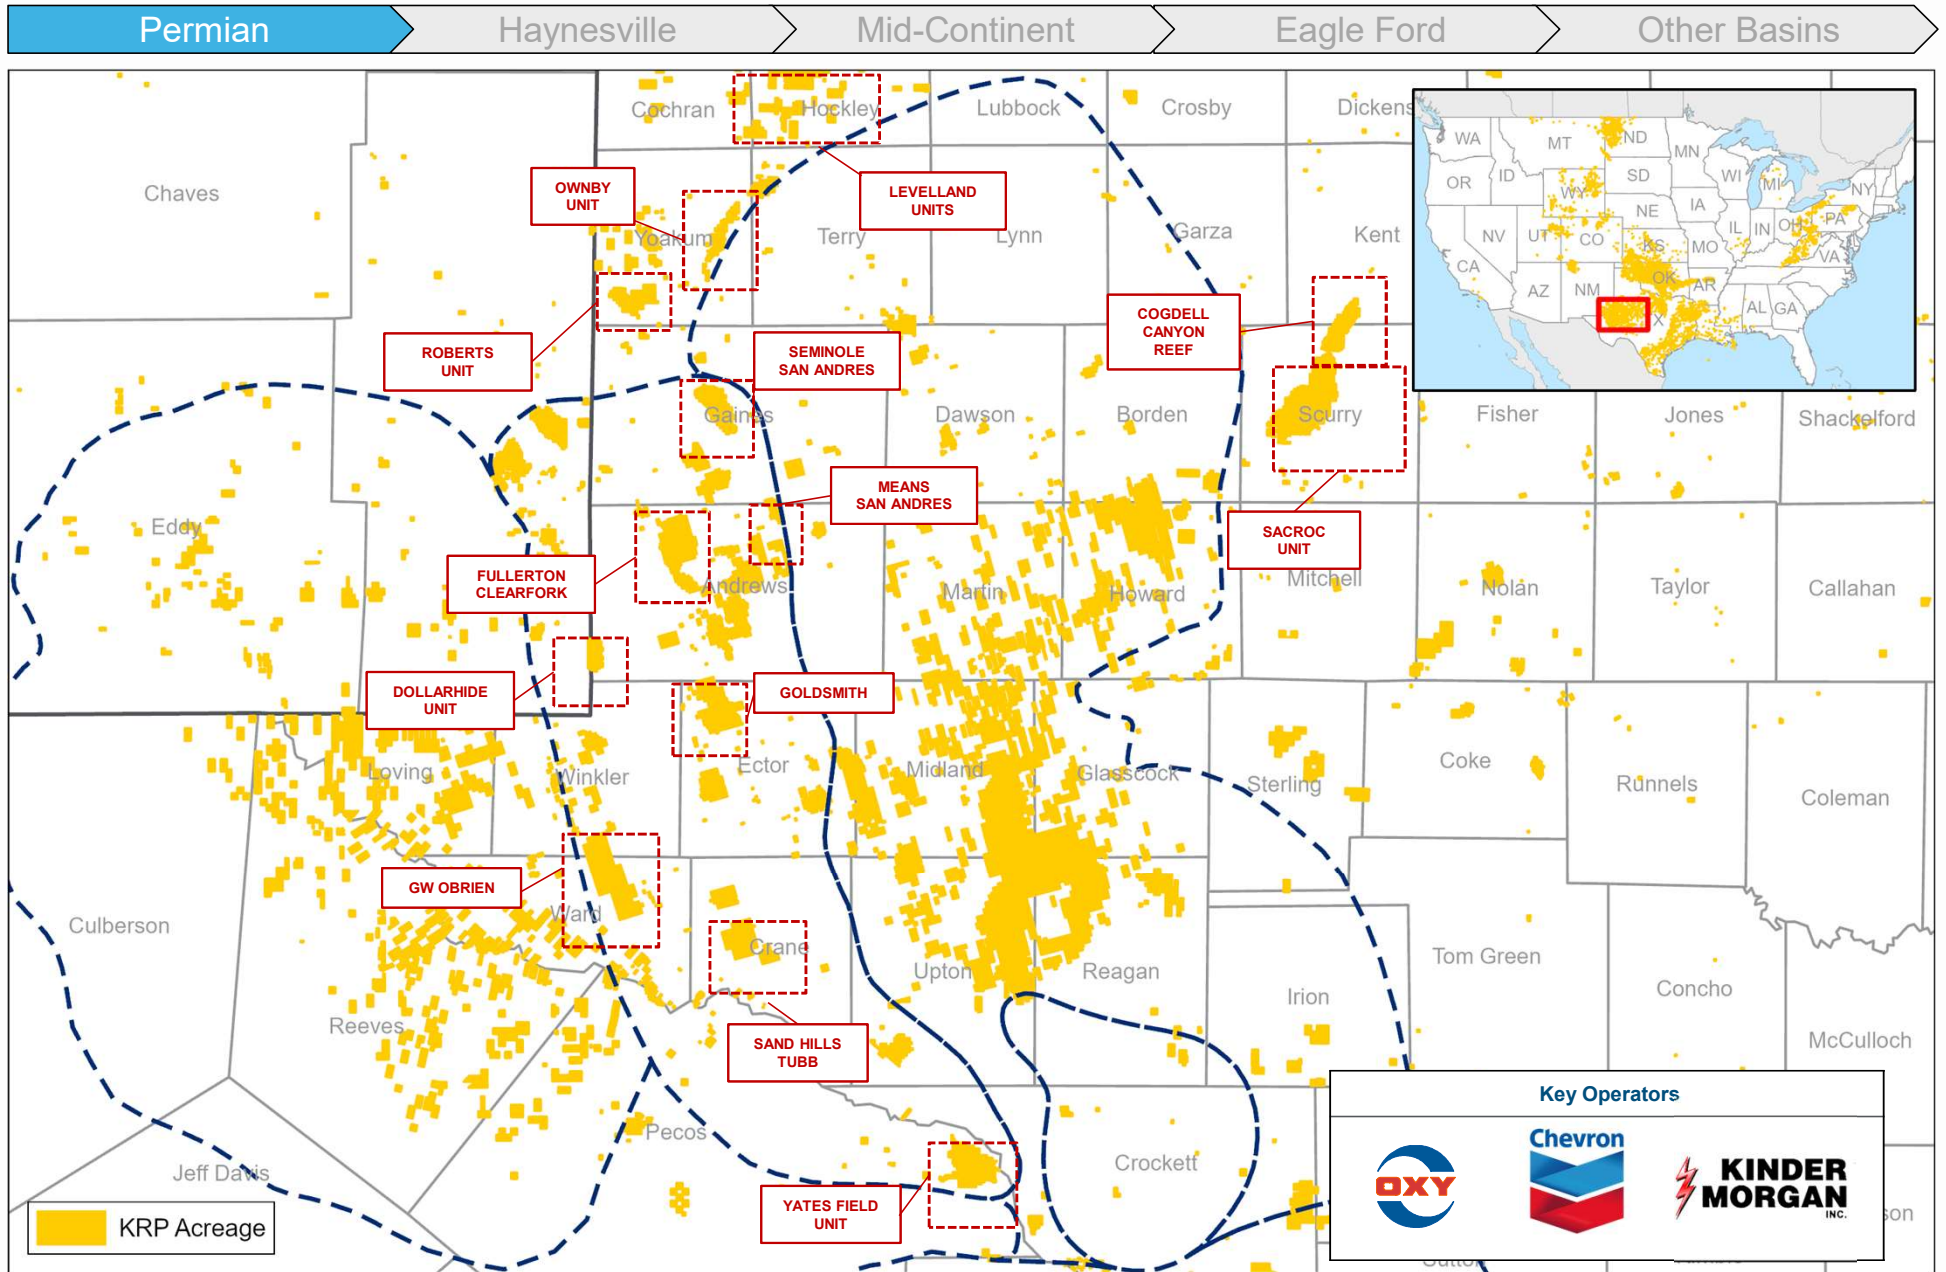 Permian
Haynesville
Mid-Continent
Eagle Ford
Other Basins
Cochran
Hockley
Lubbock
Crosby
Dickens
Chaves
OWNBY
UNIT
LEVELLAND
UNITS
Yoakum
Terry
Lynn
Garza
Kent
ROBERTS
UNIT
SEMINOLE
SAN ANDRES
COGDELL
CANYON
REEF
WA
MT
ND
MN
OR
ID
SD
WI
MI
NY
WY
NE
IA
PA
NV
UT
CO
IL
IN
OH
KS
MO
VA
CA
OK
AR
AZ
NM
AL
GA
X
Gaines
Dawson
Borden
Scurry
Fisher
Jones
Shackelford
MEANS
SAN ANDRES
SACROC
UNIT
Eddy
FULLERTON
CLEARFORK
Andrews
Martin
Howard
Mitchell
Nolan
Taylor
Callahan
DOLLARHIDE
UNIT
GOLDSMITH
Loving
Winkler
Ector
Midland
Glasscock
Sterling
Coke
Runnels
Coleman
GW OBRIEN
Culberson
Ward
Crane
Upton
Reagan
Tom Green
Irion
Concho
Reeves
SAND HILLS
TUBB
McCulloch
Pecos
Jeff Davis
Crockett
YATES FIELD
UNIT
KRP Acreage
Key Operators
OXY
Chevron
KINDER
MORGAN
INC.
son